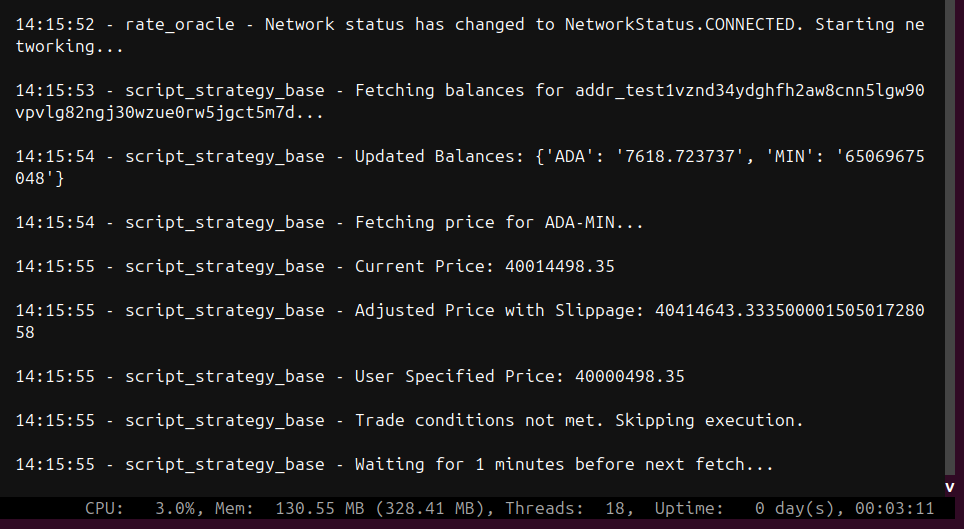 14:15:52 - rate_oracle - Network status has changed to NetworkStatus.CONNECTED. Starting ne
tworking...
14:15:53 - script_strategy_base - Fetching balances for addr_test1vznd34ydghfh2aw8cnn5lgw90
vpvlg82ngj30wzue0rw5jgct5m7d...
14:15:54 - script_strategy_base - Updated Balances: {'ADA': '7618.723737', 'MIN': '65069675
048'}
14:15:54 - script_strategy_base - Fetching price for ADA-MIN...
14:15:55 - script_strategy_base - Current Price: 40014498.35
14:15:55 - script_strategy_base - Adjusted Price with Slippage: 40414643.333500001505017280
58
14:15:55 - script_strategy_base - User Specified Price: 40000498.35
14:15:55 - script_strategy_base - Trade conditions not met. Skipping execution.
14:15:55 - script_strategy_base - Waiting for 1 minutes before next fetch...
v
CPU:   3.0%, Mem:  130.55 MB (328.41 MB), Threads:  18,  Uptime:   0 day(s), 00:03:11